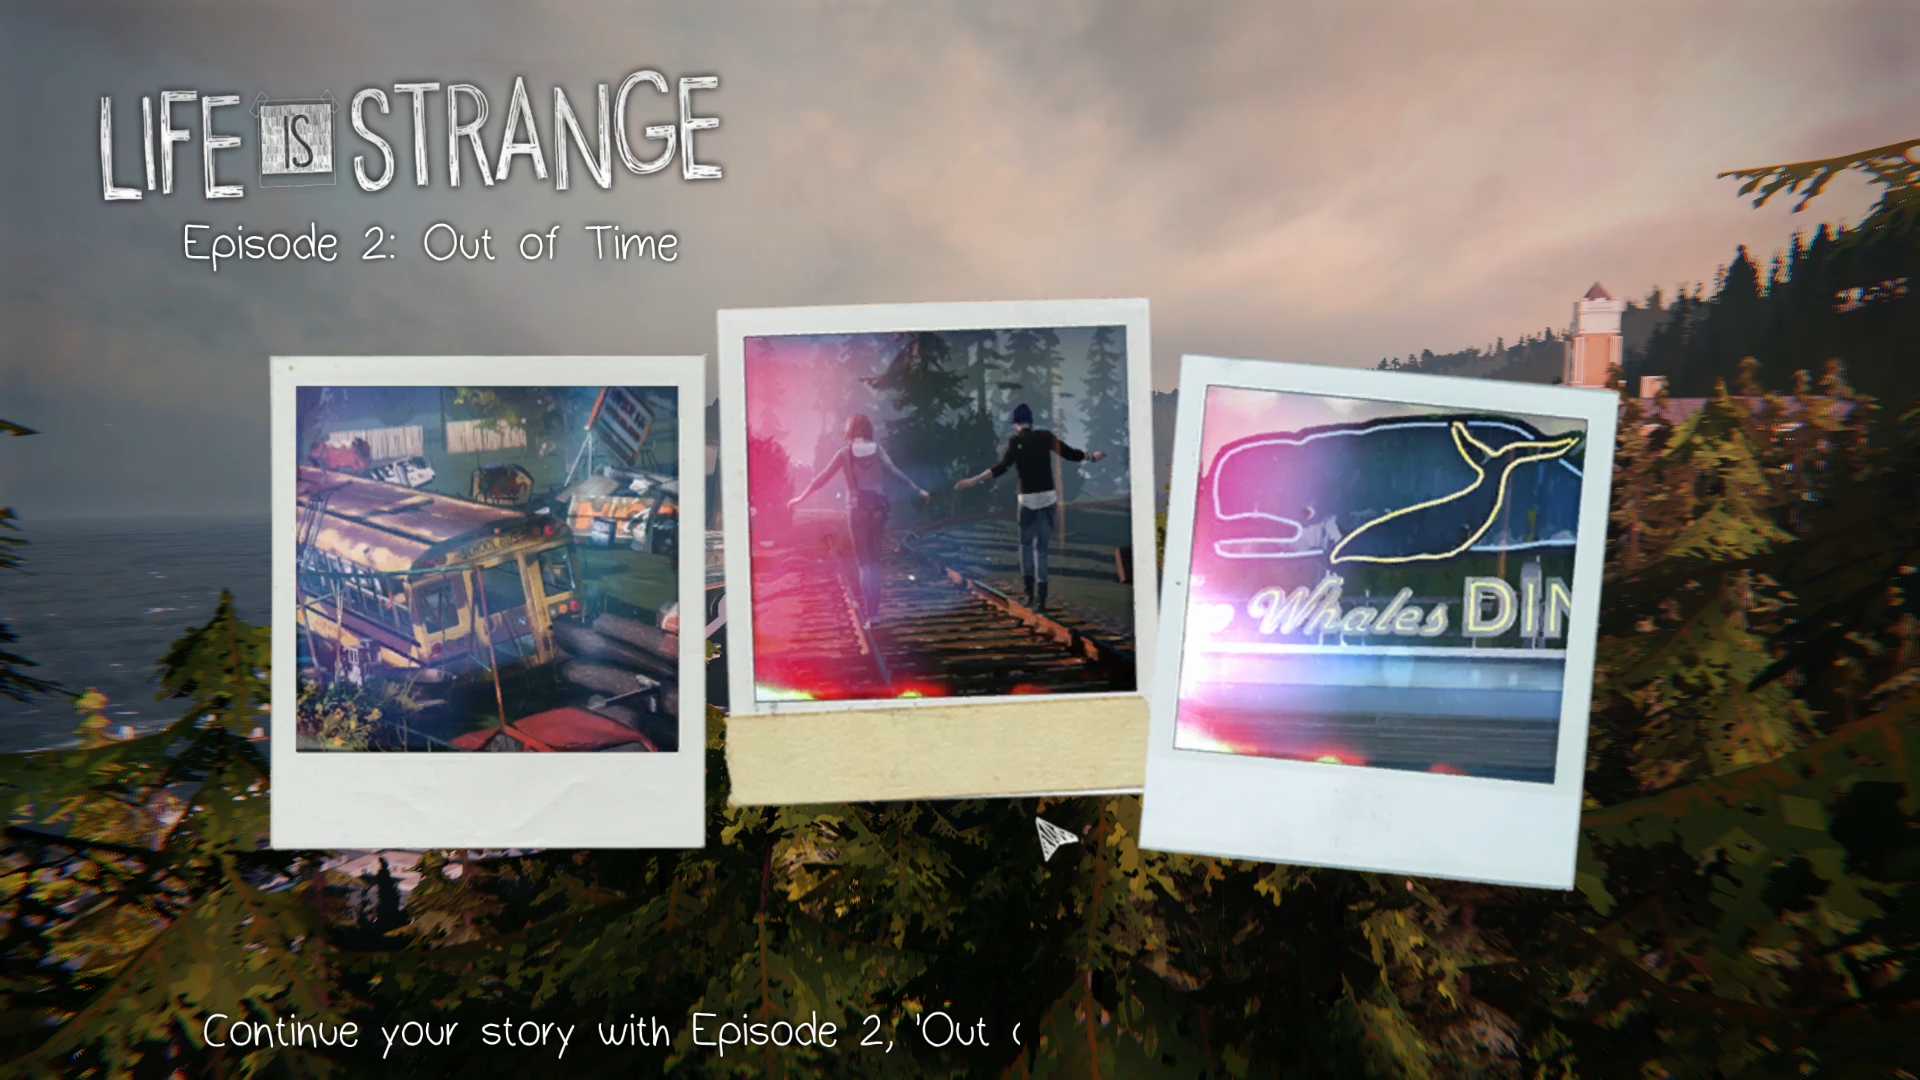 LIFE IS STRANGE
Episode 2: Out of Time
Whales DIN
Continue your story with Episode 2, 'Out